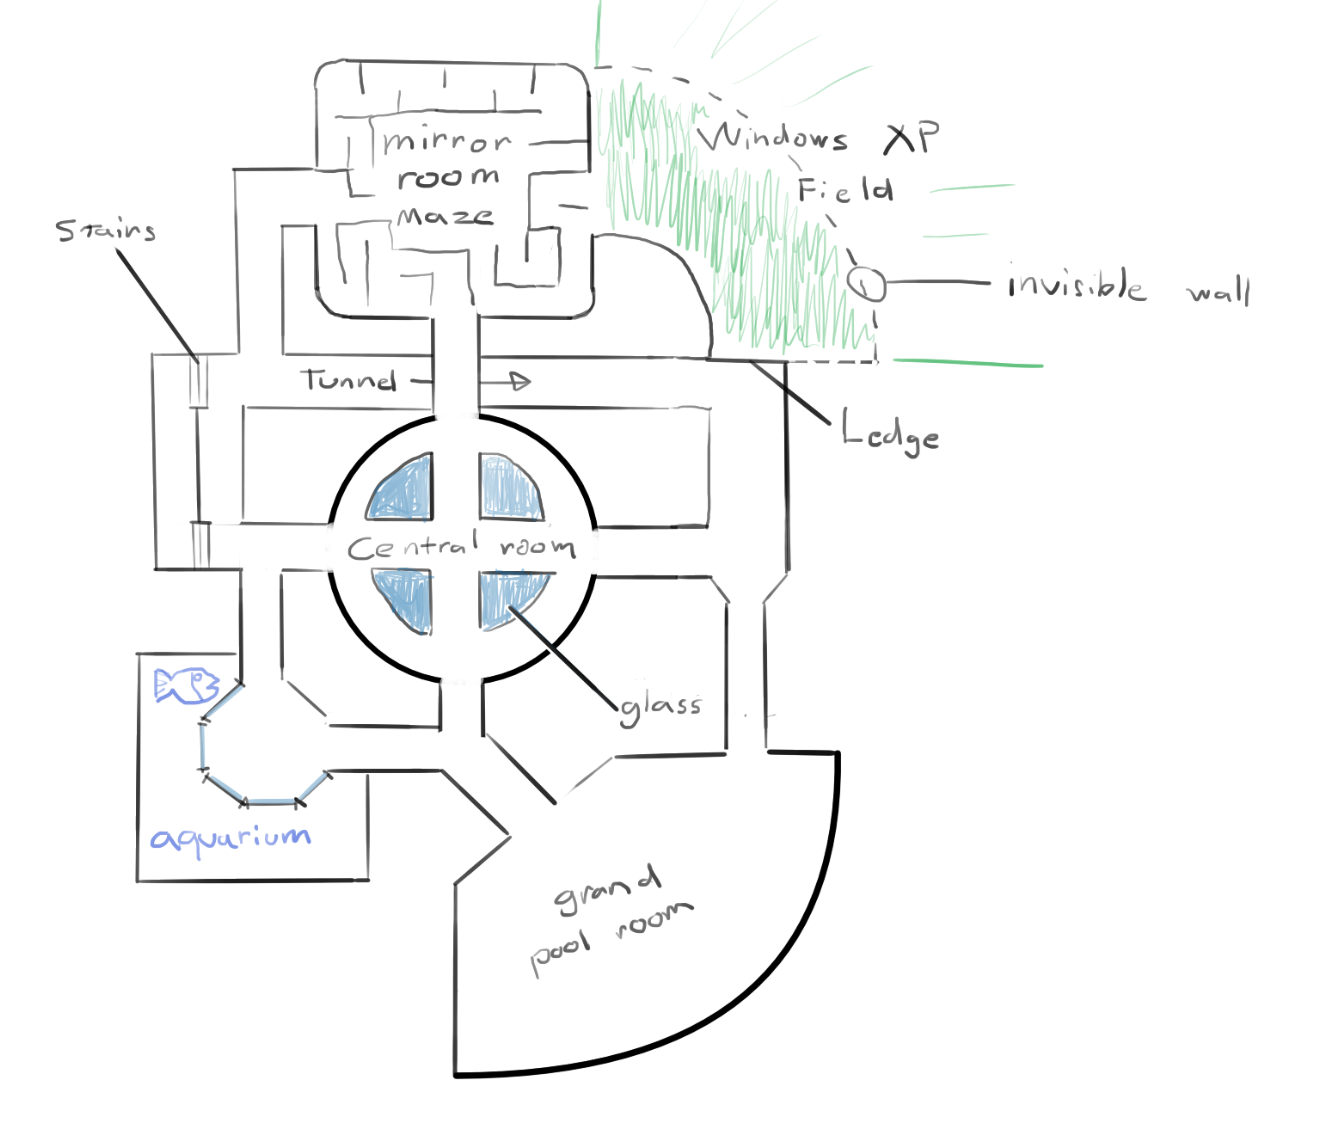 mirror
room
maze
Windows XP
Field
Stairs
invisible wall
Tunnel
Ledge
Central room
glass
aquarium
grand
pool room